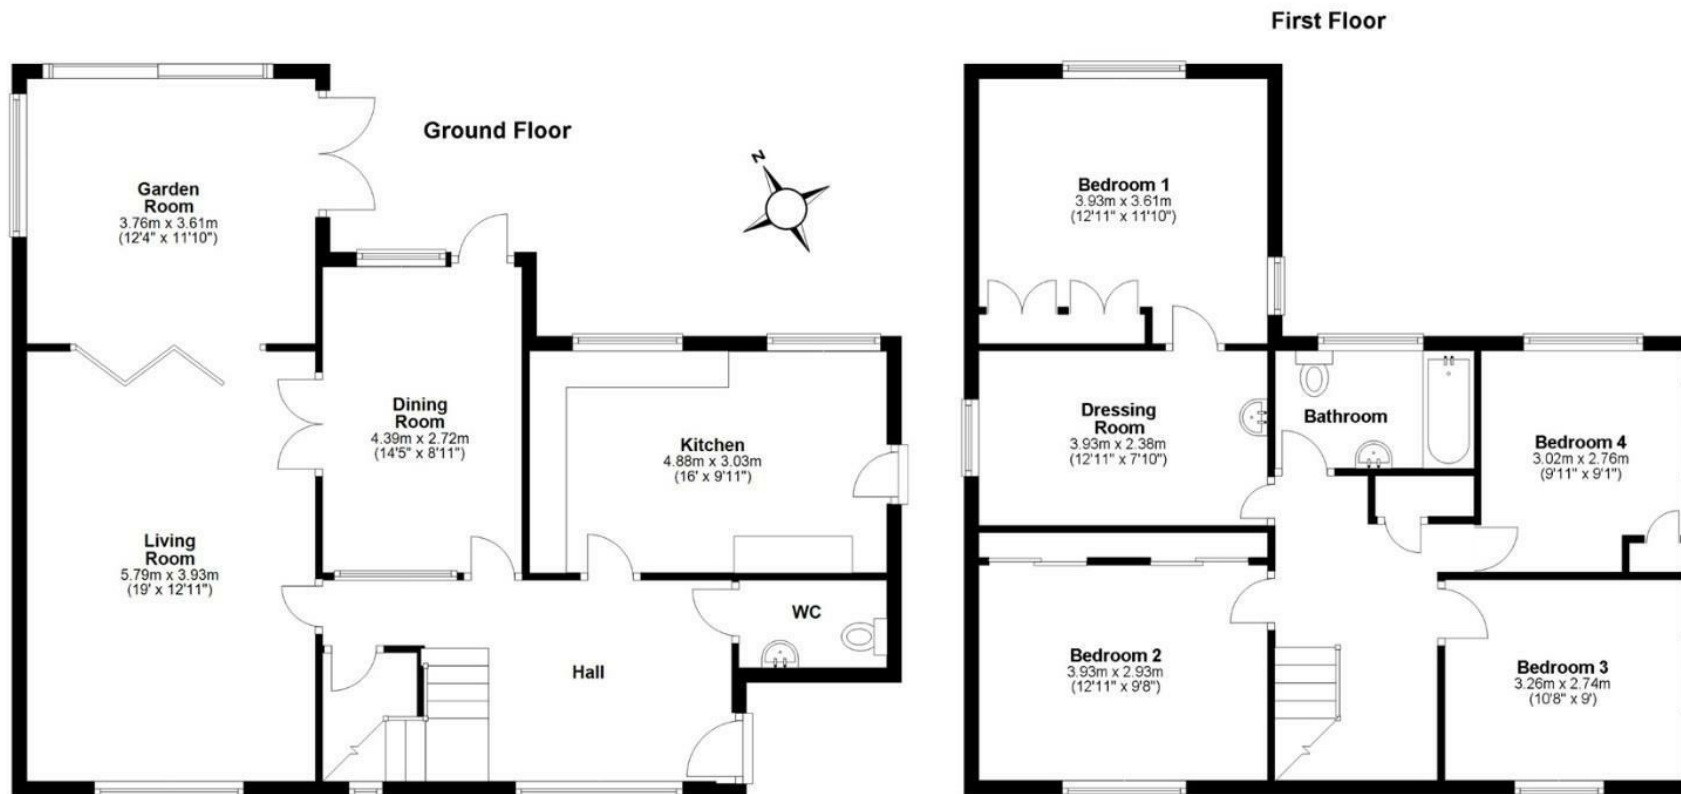 First Floor
Ground Floor
N
Garden
Room
3.76m x 3.61m
(12'4" x 11'10")
Dining
Room
4.39m x 2.72m
(14'5" x 8'11")
Kitchen
4.88m x 3.03m
(16' x 9'11")
Living
Room
5.79m x 3.93m
(19' x 12'11")
WC
Hall
Bedroom 1
3.93m x 3.61m
(12'11" x 11'10")
Dressing
Room
3.93m x 2.38m
(12'11" x 7'10")
Bathroom
Bedroom 4
3.02m x 2.76m
(9'11" x 9'1")
Bedroom 2
3.93m x 2.93m
(12'11" x 9'8")
Bedroom 3
3.26m x 2.74m
(10'8" x 9')